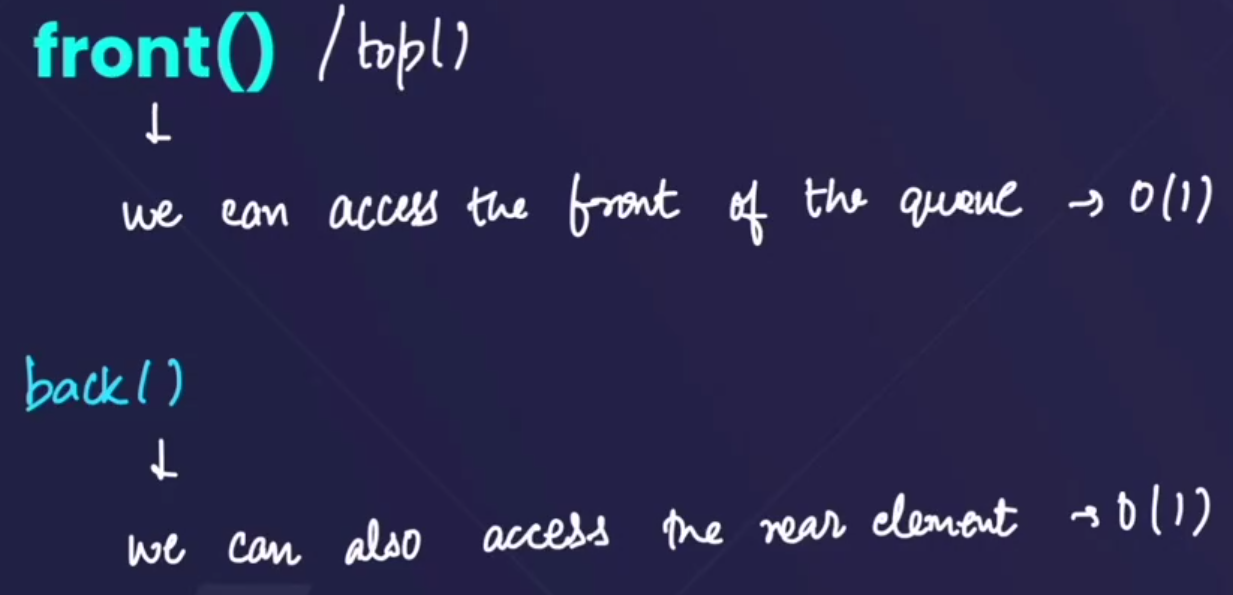 front() / top()
↓
we can access the front of the queue → O(1)
back()
↓
we can also access the rear element → O(1)